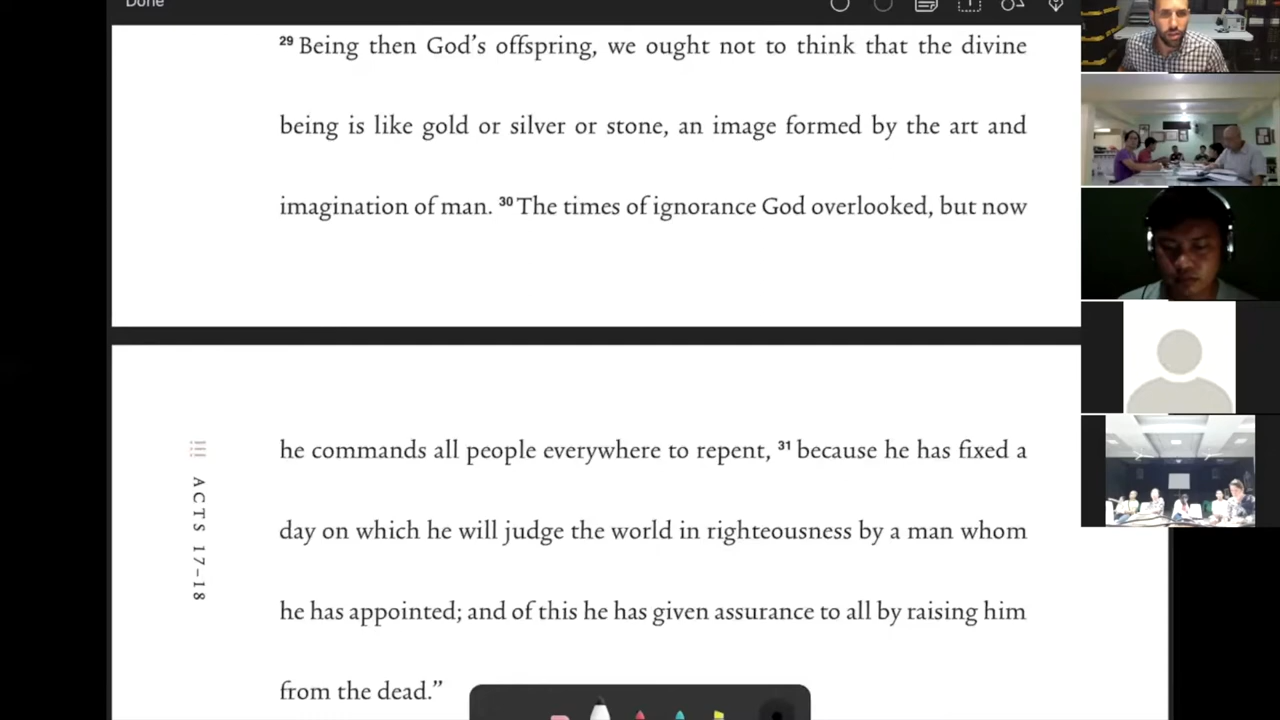 Done
29 Being then God’s offspring, we ought not to think that the divine
being is like gold or silver or stone, an image formed by the art and
imagination of man. 30 The times of ignorance God overlooked, but now
he commands all people everywhere to repent, 31 because he has fixed a
day on which he will judge the world in righteousness by a man whom
he has appointed; and of this he has given assurance to all by raising him
from the dead.”
ACTS 17–18